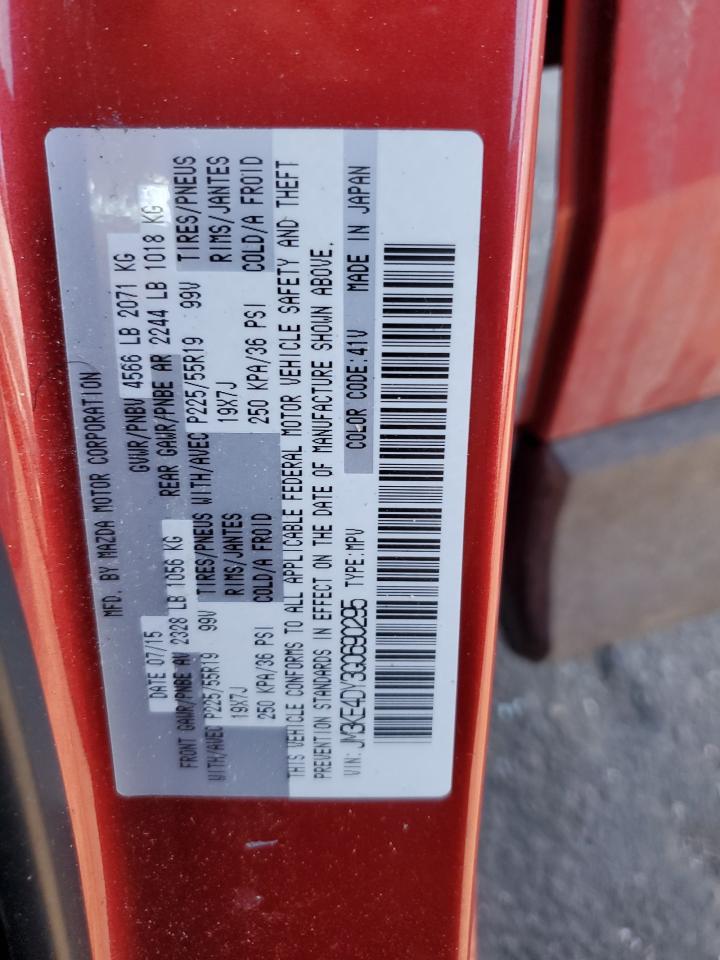 MFD. BY MAZDA MOTOR CORPORATION
DATE 07/15 GVWR/PNBV 4566 LB 2071 KG
FRONT GAWR/PNBE AV 2328 LB 1056 KG REAR GAWR/PNBE AR 2244 LB 1018 KG
WITH/AVEC P225/55R19 99V TIRES/PNEUS WITH/AVEC P225/55R19 99V TIRES/PNEUS
19X7J RIMS/JANTES 19X7J RIMS/JANTES
250 KPA/36 PSI COLD/A FROID 250 KPA/36 PSI COLD/A FROID
THIS VEHICLE CONFORMS TO ALL APPLICABLE FEDERAL MOTOR VEHICLE SAFETY AND THEFT
PREVENTION STANDARDS IN EFFECT ON THE DATE OF MANUFACTURE SHOWN ABOVE.
VIN: JM3KE4DY3G0690295 TYPE:MPV COLOR CODE:41V MADE IN JAPAN